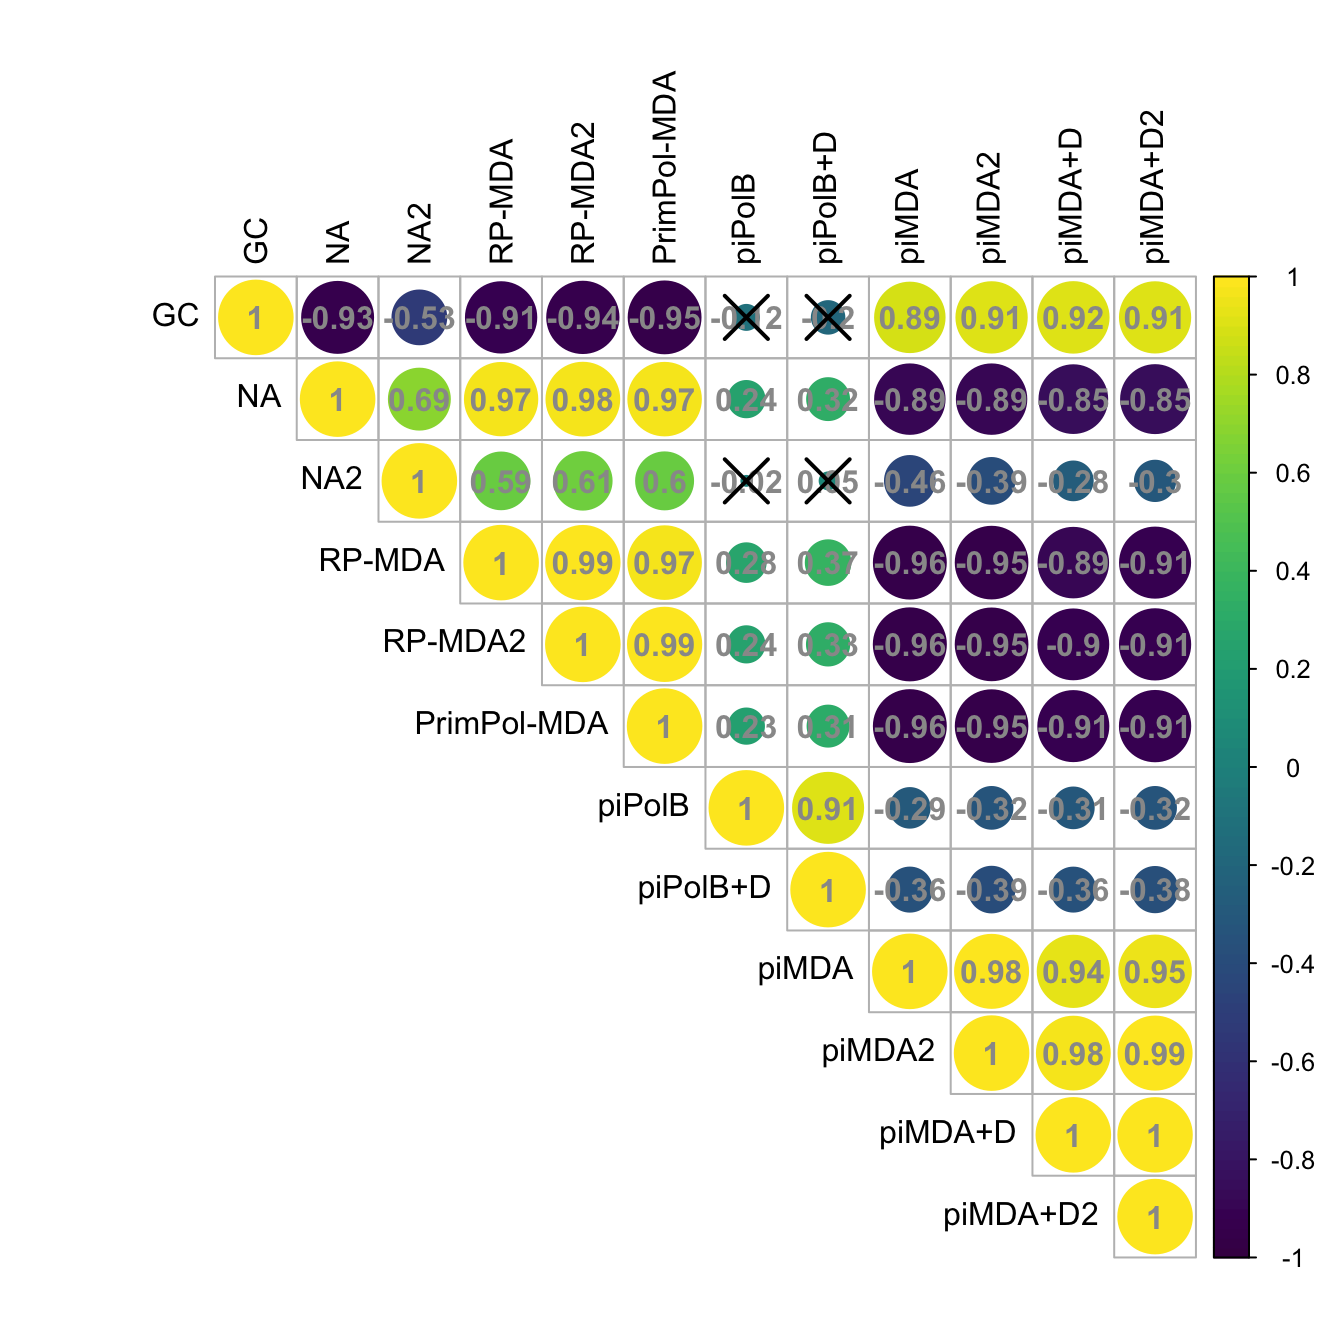 GC
NA
NA2
RP-MDA
RP-MDA2
PrimPol-MDA
piPolB
piPolB+D
piMDA
piMDA2
piMDA+D
piMDA+D2
GC 1 -0.93 -0.53 -0.91 -0.94 -0.95 -0.12 -0.2 0.89 0.91 0.92 0.91
NA 1 0.69 0.97 0.98 0.97 0.24 0.32 -0.89 -0.89 -0.85 -0.85
NA2 1 0.59 0.61 0.6 -0.02 0.05 -0.46 -0.39 -0.28 -0.3
RP-MDA 1 0.99 0.97 0.28 0.37 -0.96 -0.95 -0.89 -0.91
RP-MDA2 1 0.99 0.24 0.33 -0.96 -0.95 -0.9 -0.91
PrimPol-MDA 1 0.23 0.31 -0.96 -0.95 -0.91 -0.91
piPolB 1 0.91 -0.29 -0.32 -0.31 -0.32
piPolB+D 1 -0.36 -0.39 -0.36 -0.38
piMDA 1 0.98 0.94 0.95
piMDA2 1 0.98 0.99
piMDA+D 1 1
piMDA+D2 1
1
0.8
0.6
0.4
0.2
0
-0.2
-0.4
-0.6
-0.8
-1